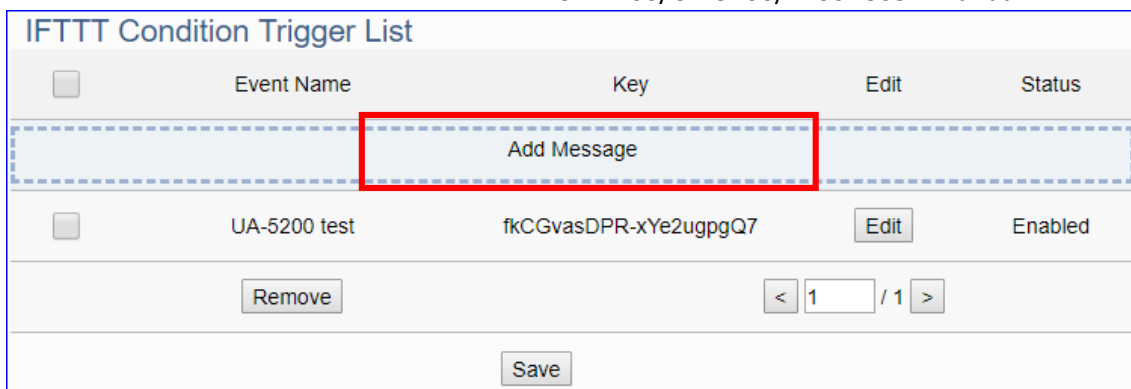 IFTTT Condition Trigger List
Event Name Key Edit Status
Add Message
UA-5200 test fkCGvasDPR-xYe2ugpgQ7 Edit Enabled
Remove < 1 / 1 >
Save